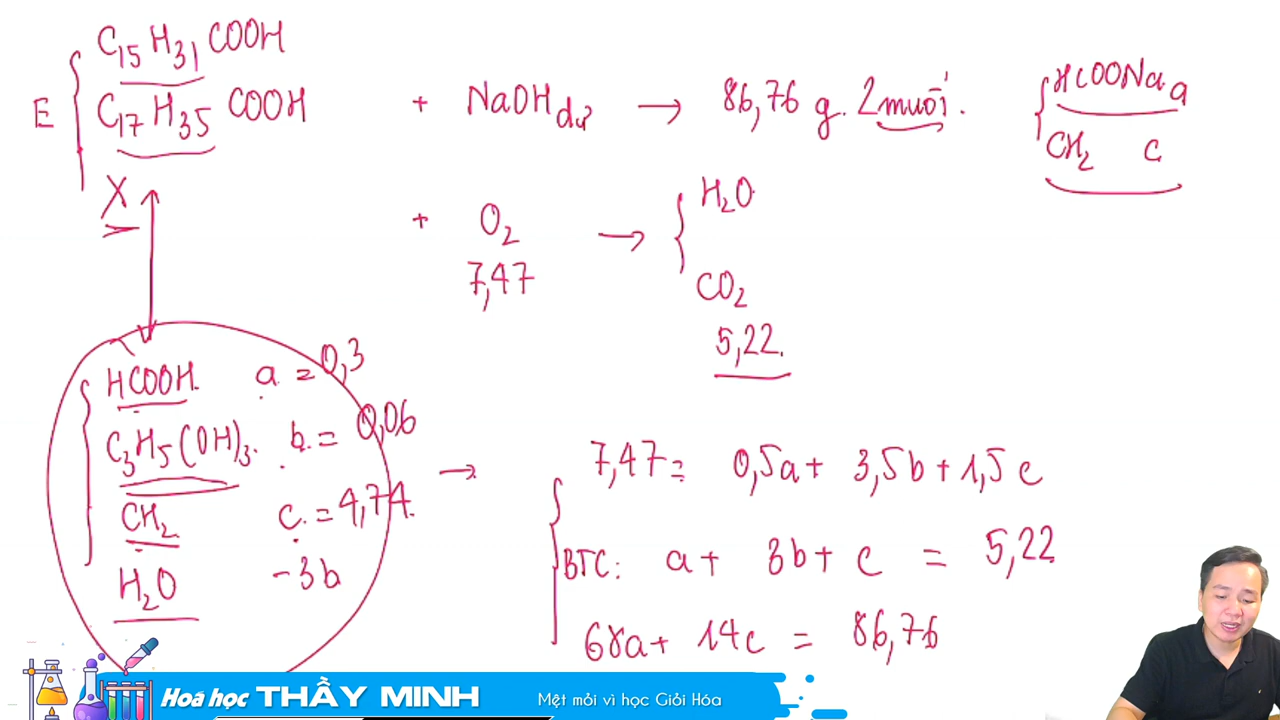 E { C15H31COOH
C17H35COOH + NaOH dư → 86,76 g. 2 muối.
X
{ HCOONa a
CH2 c
+ O2 → { H2O
7,47
CO2
5,22.
{ HCOOH. a = 0,3
C3H5(OH)3. b = 0,06
CH2 c. = 4,74.
H2O -3b
→ { 7,47 = 0,5a + 3,5b + 1,5c
BTC: a + 3b + c = 5,22
68a + 14c = 86,76
Hoá học THẦY MINH
Mệt mỏi vì học Giỏi Hóa